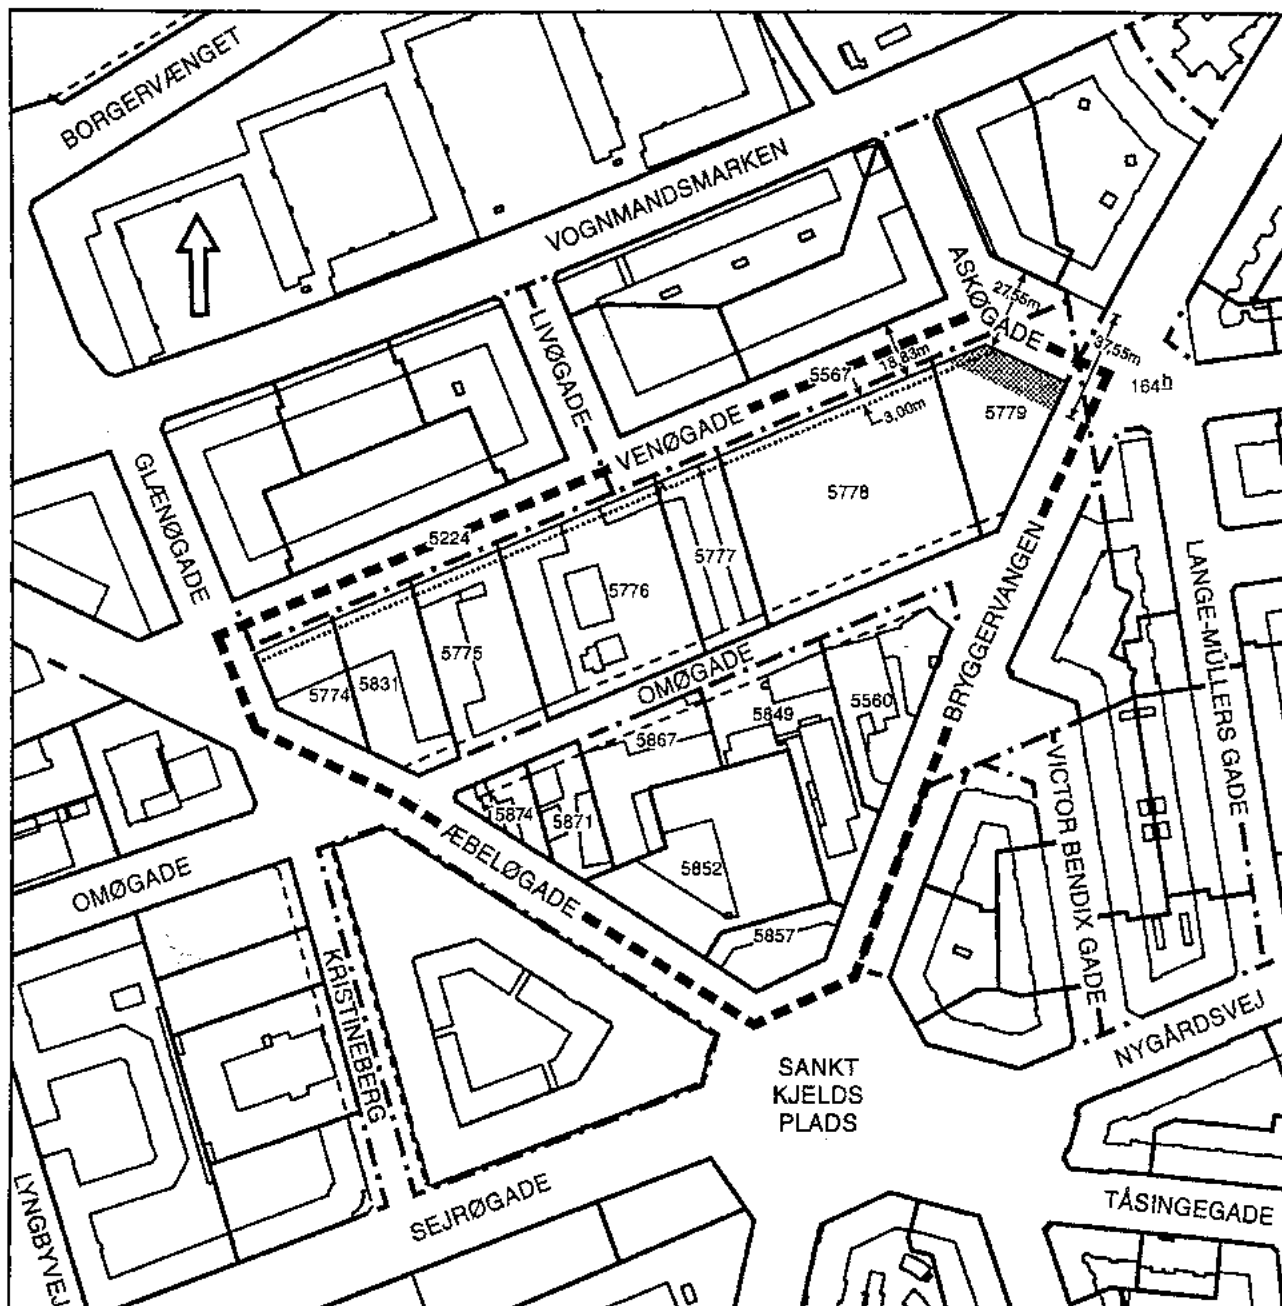 BORGERVÆNGET
VOGNMANDSMARKEN
ASKØGADE
27,55m
37,55m
LIVØGADE
18,83m
5567
164h
5779
3,00m
VENØGADE
GLÆNØGADE
5778
5224
5777
5776
5775
BRYGGERVANGEN
LANGE-MÜLLERS GADE
OMØGADE
5774
5831
5849
5560
5867
VICTOR BENDIX GADE
5874
5871
ÆBELØGADE
5852
OMØGADE
5857
KRISTINEBERG
NYGÅRDSVEJ
SANKT
KJELDS
PLADS
LYNGBYVEJ
SEJRØGADE
TÅSINGEGADE